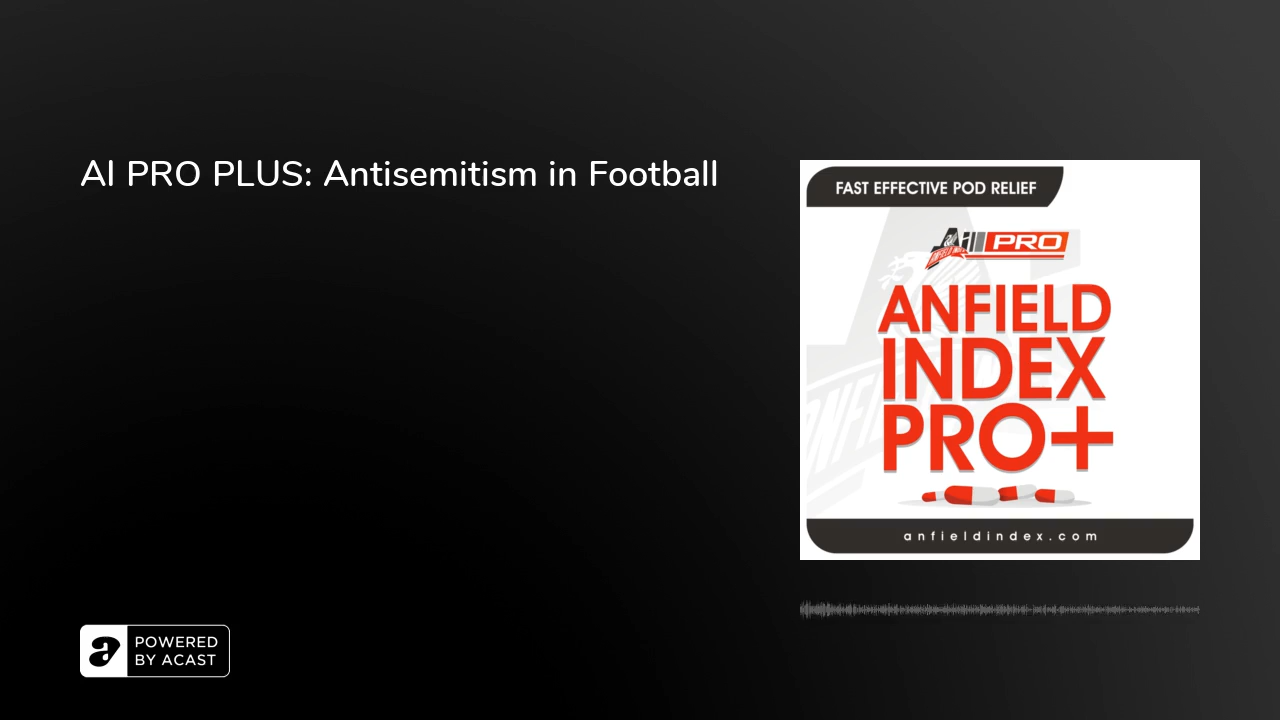 AI PRO PLUS: Antisemitism in Football
FAST EFFECTIVE POD RELIEF
Ai PRO
ANFIELD
INDEX
PRO+
anfieldindex.com
POWERED
BY ACAST